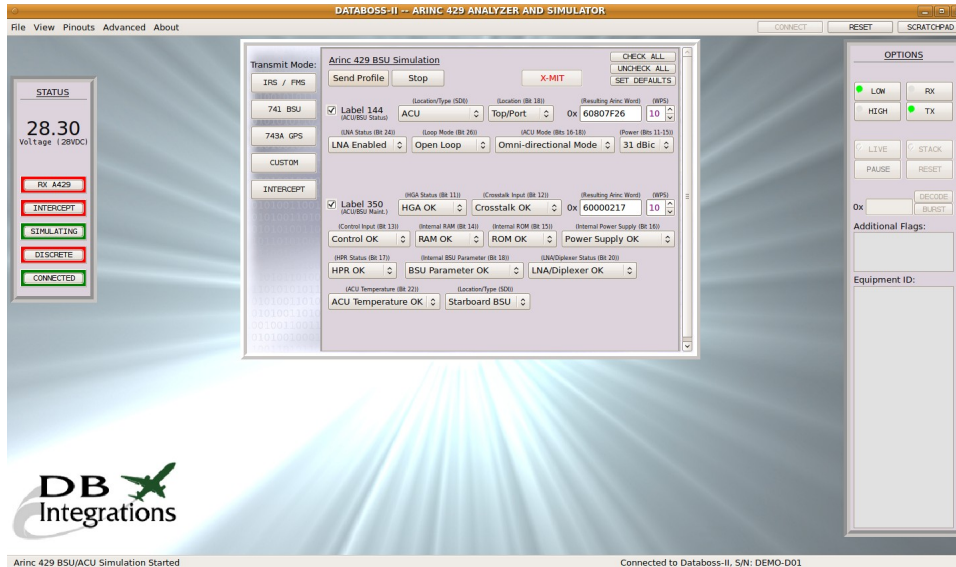 DATABOSS-II -- ARINC 429 ANALYZER AND SIMULATOR
File View Pinouts Advanced About
CONNECT RESET SCRATCHPAD
STATUS
28.30
Voltage (28VDC)
RX A429
INTERCEPT
SIMULATING
DISCRETE
CONNECTED
Transmit Mode:
IRS / FMS
741 BSU
743A GPS
CUSTOM
INTERCEPT
Arinc 429 BSU Simulation
CHECK ALL
UNCHECK ALL
SET DEFAULTS
Send Profile Stop X-MIT
(Location/Type (SDI)) (Location (Bit 18)) (Resulting Arinc Word) (WPS)
Label 144 ACU Top/Port 0x 60807F26 10
(ACU/BSU Status)
(LNA Status (Bit 24)) (Loop Mode (Bit 26)) (ACU Mode (Bits 16-18)) (Power (Bits 11-15))
LNA Enabled Open Loop Omni-directional Mode 31 dBic
(HGA Status (Bit 11)) (Crosstalk Input (Bit 12)) (Resulting Arinc Word) (WPS)
Label 350 HGA OK Crosstalk OK 0x 60000217 10
(ACU/BSU Maint.)
(Control Input (Bit 13)) (Internal RAM (Bit 14)) (Internal ROM (Bit 15)) (Internal Power Supply (Bit 16))
Control OK RAM OK ROM OK Power Supply OK
(HPR Status (Bit 17)) (Internal BSU Parameter (Bit 18)) (LNA/Diplexer Status (Bit 20))
HPR OK BSU Parameter OK LNA/Diplexer OK
(ACU Temperature (Bit 22)) (Location/Type (SDI))
ACU Temperature OK Starboard BSU
OPTIONS
LOW RX
HIGH TX
LIVE STACK
PAUSE RESET
DECODE
0x BURST
Additional Flags:
Equipment ID:
DB
Integrations
Arinc 429 BSU/ACU Simulation Started
Connected to Databoss-II, S/N: DEMO-D01